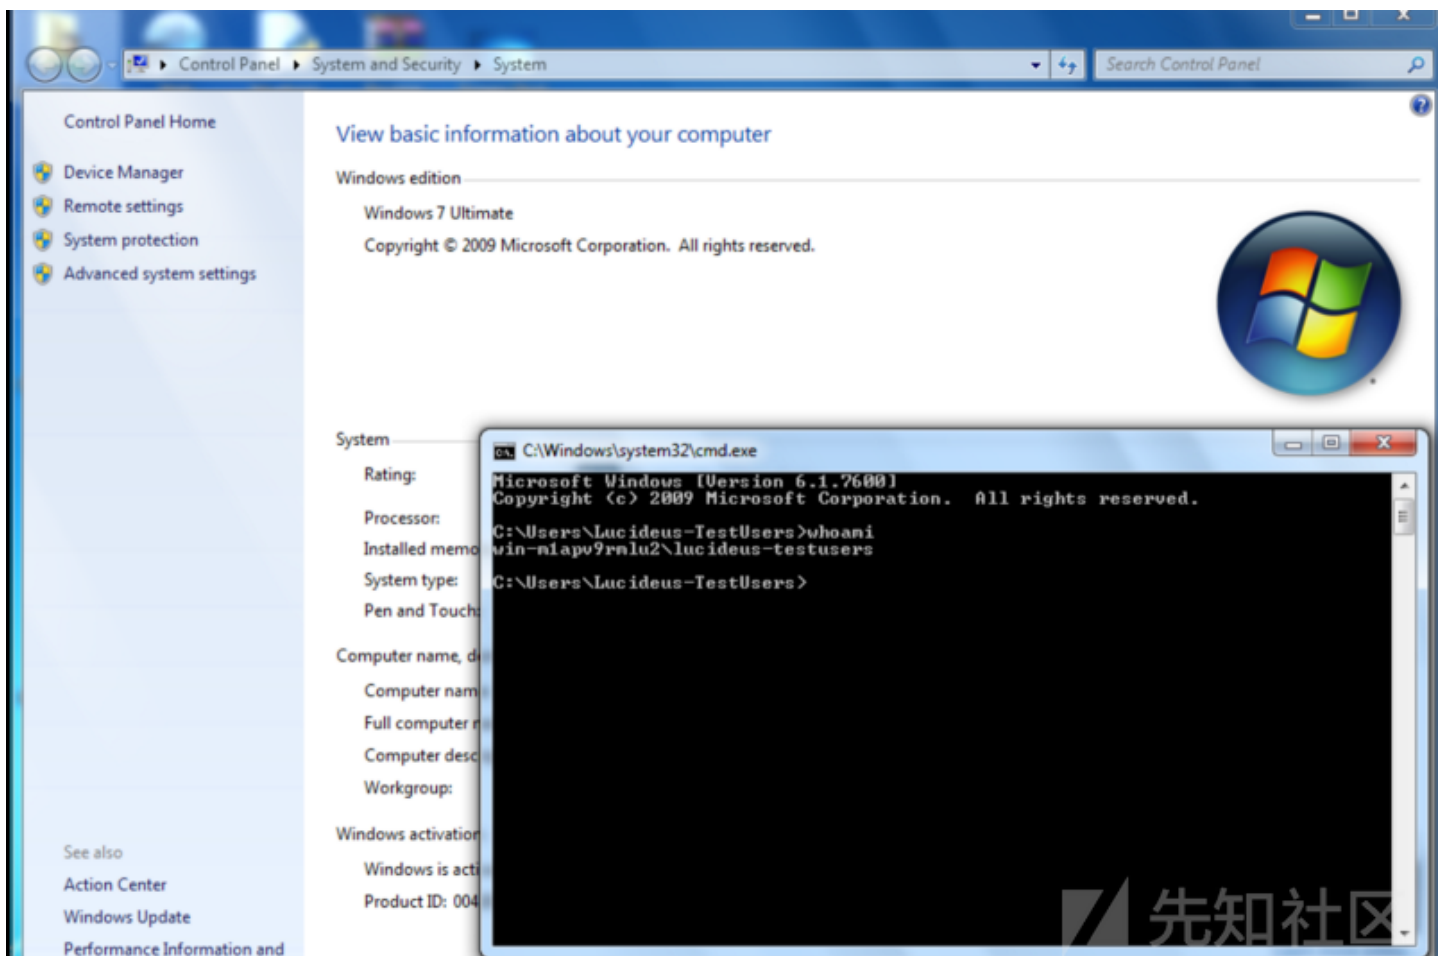 Control Panel ▸ System and Security ▸ System
Search Control Panel
Control Panel Home
Device Manager
Remote settings
System protection
Advanced system settings
See also
Action Center
Windows Update
Performance Information and
View basic information about your computer
Windows edition
Windows 7 Ultimate
Copyright © 2009 Microsoft Corporation. All rights reserved.
System
Rating:
Processor:
Installed memo
System type:
Pen and Touch:
Computer name, d
Computer nam
Full computer
Computer desc
Workgroup:
Windows activation
Windows is acti
Product ID: 004
C:\Windows\system32\cmd.exe
Microsoft Windows [Version 6.1.7600]
Copyright (c) 2009 Microsoft Corporation. All rights reserved.
C:\Users\Lucideus-TestUsers>whoami
win-m1apv9rmlu2\lucideus-testusers
C:\Users\Lucideus-TestUsers>
先知社区